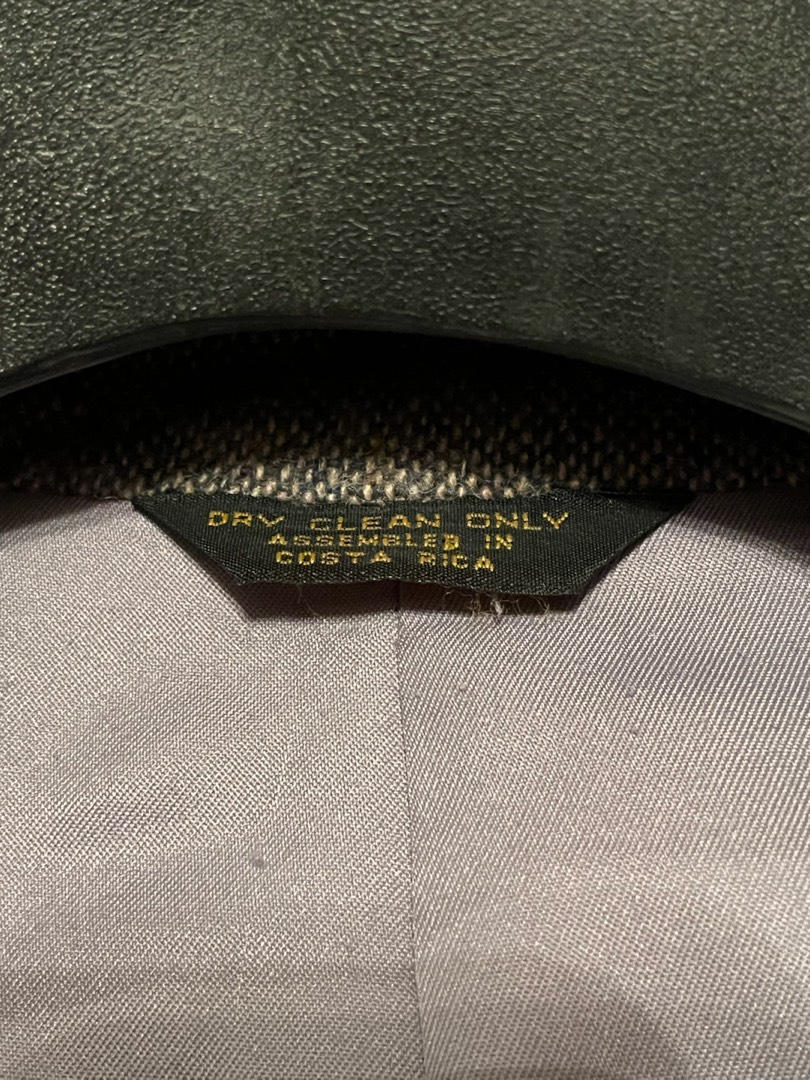 DRY CLEAN ONLY
ASSEMBLED IN
COSTA RICA